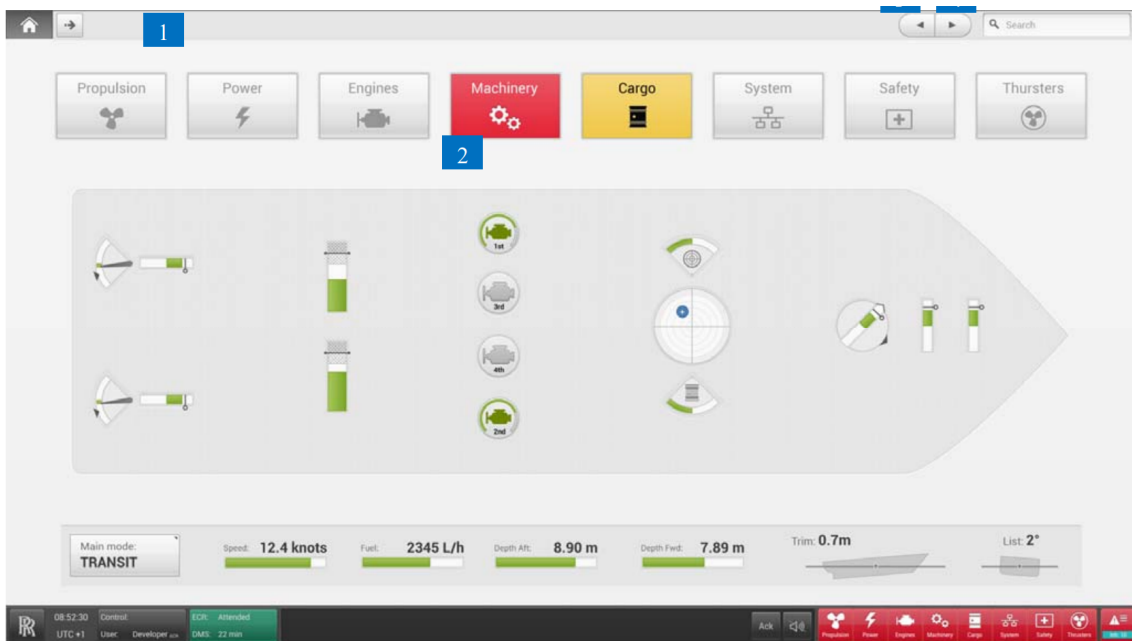 1
Search
Propulsion
Power
Engines
Machinery
Cargo
System
Safety
Thursters
2
1st
3rd
4th
2nd
Main mode:
TRANSIT
Speed: 12.4 knots
Fuel: 2345 L/h
Depth Aft: 8.90 m
Depth Fwd: 7.89 m
Trim: 0.7m
List: 2°
08:52:30
UTC +1
Control:
User: Developer
ECR: Attended
DMS: 22 min
Ack
Propulsion
Power
Engines
Machinery
Cargo
System
Safety
Thursters